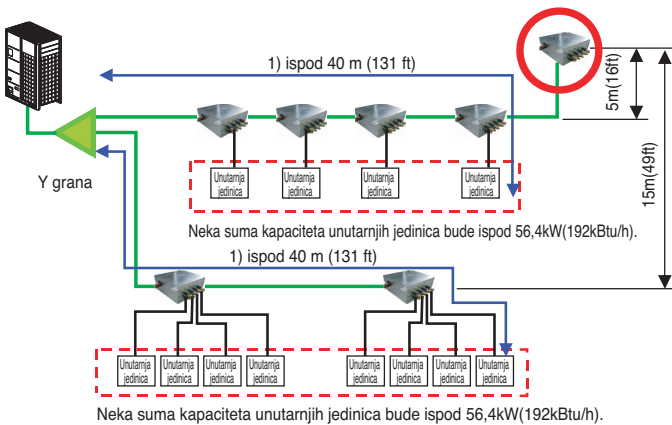 1) ispod 40 m (131 ft)
5m(16ft)
15m(49ft)
Y grana
Unutarnja
jedinica
Unutarnja
jedinica
Unutarnja
jedinica
Unutarnja
jedinica
Neka suma kapaciteta unutarnjih jedinica bude ispod 56,4kW(192kBtu/h).
1) ispod 40 m (131 ft)
Unutarnja
jedinica
Unutarnja
jedinica
Unutarnja
jedinica
Unutarnja
jedinica
Unutarnja
jedinica
Unutarnja
jedinica
Unutarnja
jedinica
Unutarnja
jedinica
Neka suma kapaciteta unutarnjih jedinica bude ispod 56,4kW(192kBtu/h).